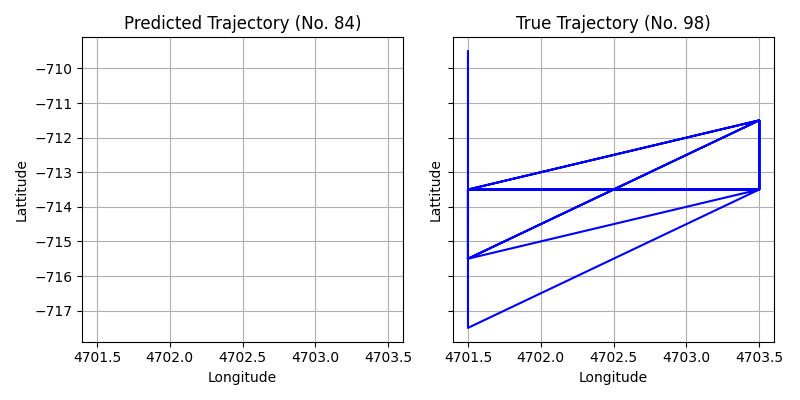 Predicted Trajectory (No. 84)
True Trajectory (No. 98)
−710
−711
−712
−713
−714
−715
−716
−717
Lattitude
Lattitude
4701.5 4702.0 4702.5 4703.0 4703.5
4701.5 4702.0 4702.5 4703.0 4703.5
Longitude
Longitude